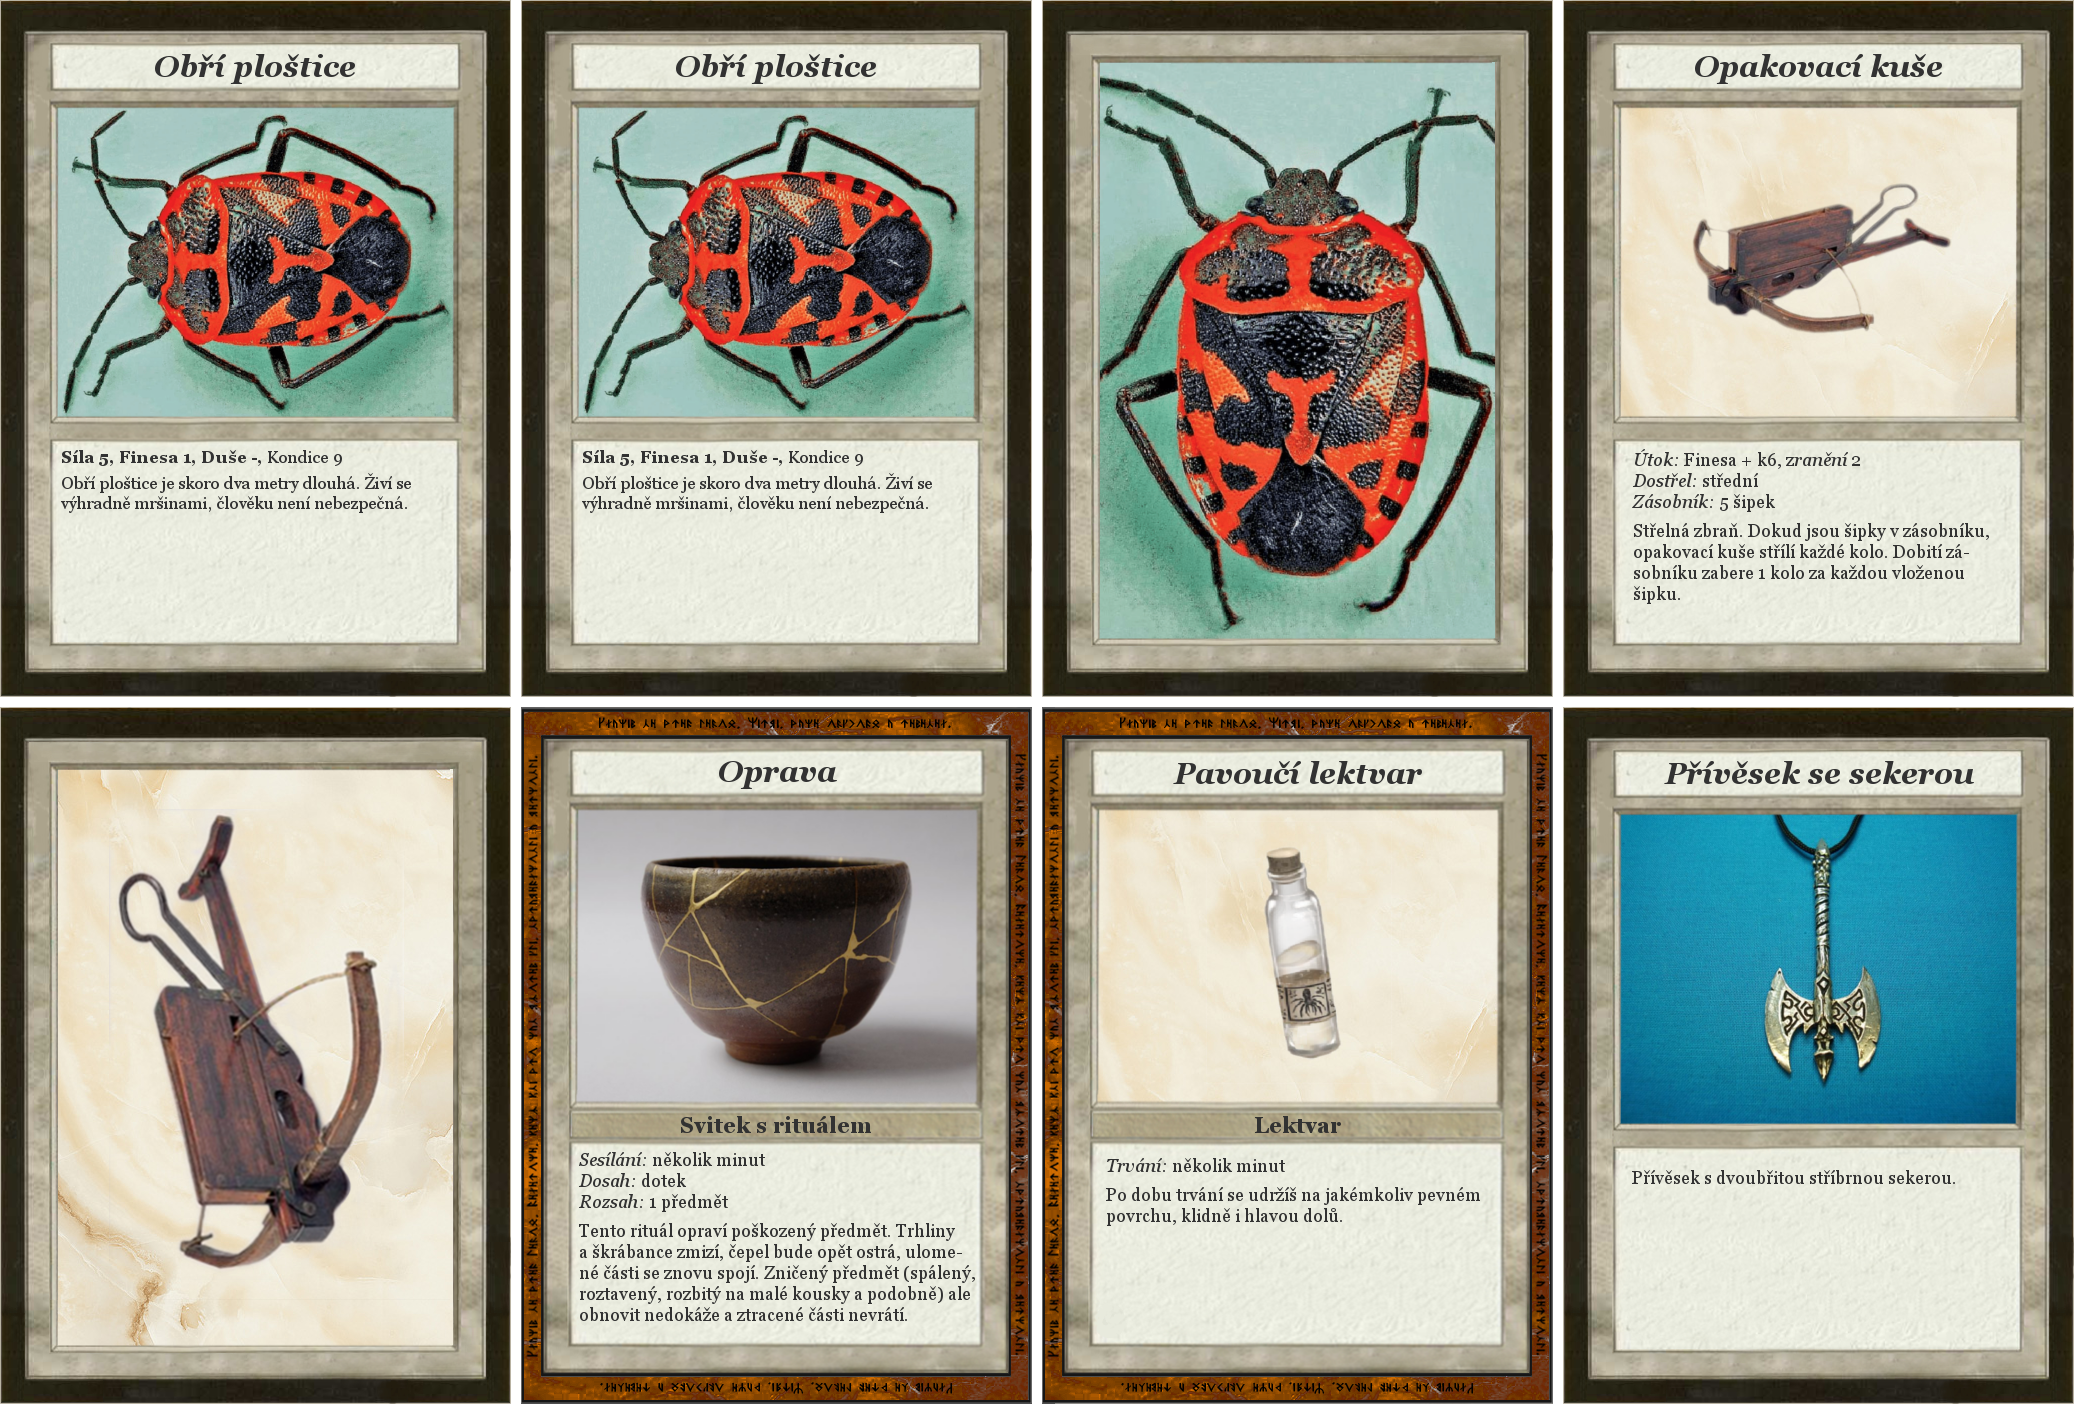 Obří ploštice
Síla 5, Finesa 1, Duše -, Kondice 9
Obří ploštice je skoro dva metry dlouhá. Živí se
výhradně mršinami, člověku není nebezpečná.
Obří ploštice
Síla 5, Finesa 1, Duše -, Kondice 9
Obří ploštice je skoro dva metry dlouhá. Živí se
výhradně mršinami, člověku není nebezpečná.
Opakovací kuše
Útok: Finesa + k6, zranění 2
Dostřel: střední
Zásobník: 5 šipek
Střelná zbraň. Dokud jsou šipky v zásobníku,
opakovací kuše střílí každé kolo. Dobití zá-
sobníku zabere 1 kolo za každou vloženou
šipku.
Oprava
Svitek s rituálem
Sesílání: několik minut
Dosah: dotek
Rozsah: 1 předmět
Tento rituál opraví poškozený předmět. Trhliny
a škrábance zmizí, čepel bude opět ostrá, ulome-
né části se znovu spojí. Zničený předmět (spálený,
roztavený, rozbitý na malé kousky a podobně) ale
obnovit nedokáže a ztracené části nevrátí.
Pavoučí lektvar
Lektvar
Trvání: několik minut
Po dobu trvání se udržíš na jakémkoliv pevném
povrchu, klidně i hlavou dolů.
Přívěsek se sekerou
Přívěsek s dvoubřitou stříbrnou sekerou.